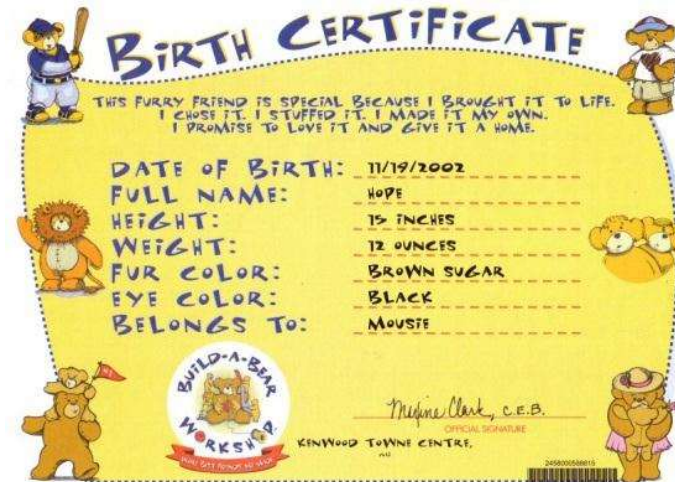 BiRTH CERTiFiCATE
THiS FURRY FRiEND iS SPECiAL BECAUSE I BROUGHT iT TO LiFE.
I CHOSE iT. I STUFFED iT. I MADE iT MY OWN.
I PROMiSE TO LOVE iT AND GiVE iT A HOME.
DATE OF BiRTH: 11/19/2002
FULL NAME: HOPE
HEiGHT: 15 iNCHES
WEiGHT: 12 OUNCES
FUR COLOR: BROWN SUGAR
EYE COLOR: BLACK
BELONGS TO: MOUSiE
BUiLD-A-BEAR
WORKSHOP
Maxine Clark, C.E.B.
OFFICIAL SIGNATURE
KENWOOD TOWNE CENTRE,